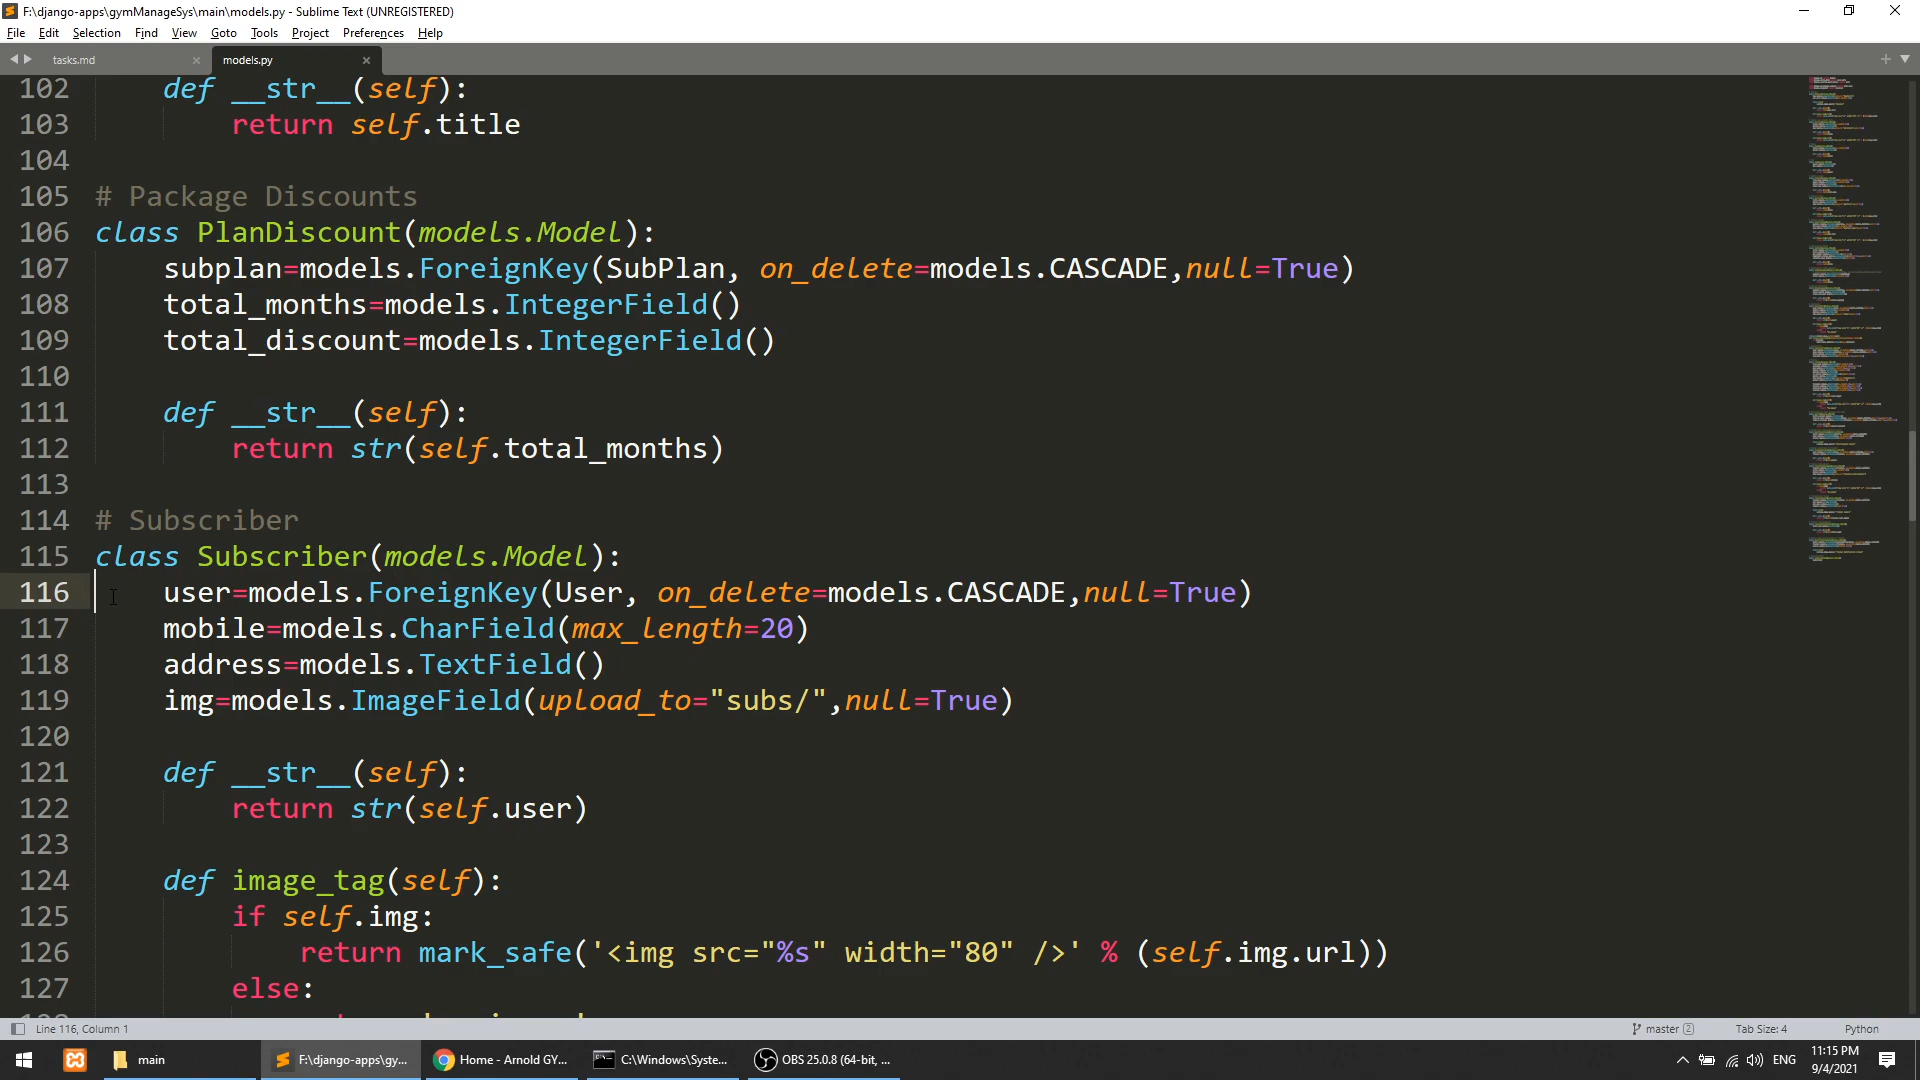 F:\django-apps\gymManageSys\main\models.py - Sublime Text (UNREGISTERED)
File Edit Selection Find View Goto Tools Project Preferences Help
tasks.md models.py
102     def __str__(self):
103         return self.title
104
105 # Package Discounts
106 class PlanDiscount(models.Model):
107     subplan=models.ForeignKey(SubPlan, on_delete=models.CASCADE,null=True)
108     total_months=models.IntegerField()
109     total_discount=models.IntegerField()
110
111     def __str__(self):
112         return str(self.total_months)
113
114 # Subscriber
115 class Subscriber(models.Model):
116     user=models.ForeignKey(User, on_delete=models.CASCADE,null=True)
117     mobile=models.CharField(max_length=20)
118     address=models.TextField()
119     img=models.ImageField(upload_to="subs/",null=True)
120
121     def __str__(self):
122         return str(self.user)
123
124     def image_tag(self):
125         if self.img:
126             return mark_safe('<img src="%s" width="80" />' % (self.img.url))
127         else:
Line 116, Column 1 master 2 Tab Size: 4 Python
main F:\django-apps\gy... Home - Arnold GY... C:\Windows\Syste... OBS 25.0.8 (64-bit, ... ENG 11:15 PM
9/4/2021